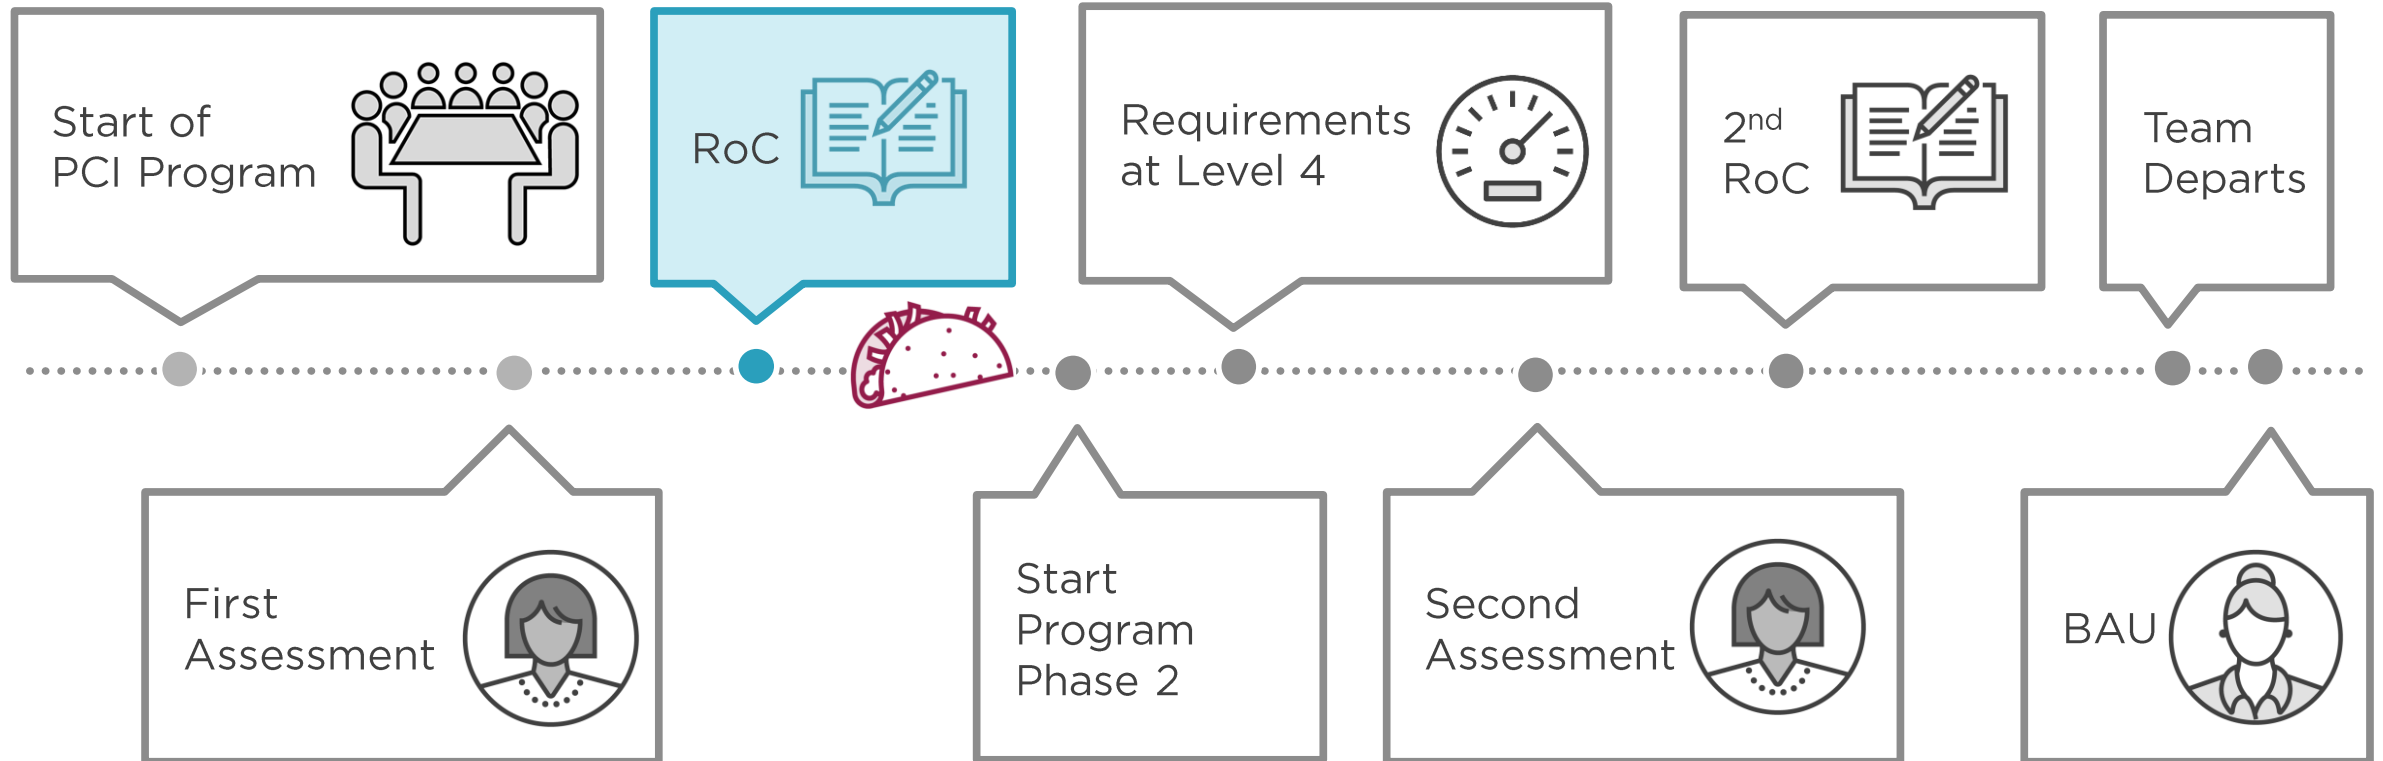 Start of
PCI Program
RoC
Requirements
at Level 4
2nd
RoC
Team
Departs
First
Assessment
Start
Program
Phase 2
Second
Assessment
BAU